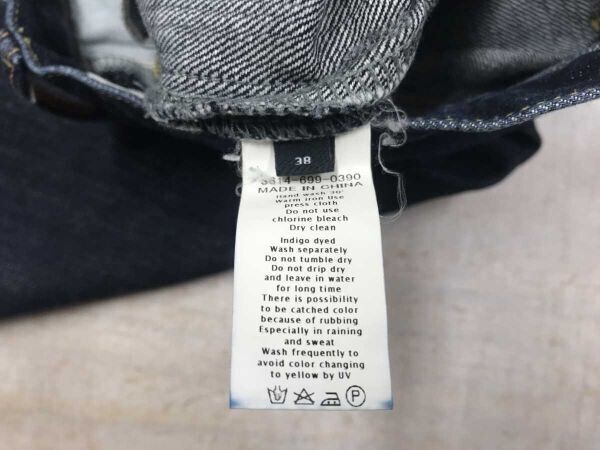 38
3614-699-0390
MADE IN CHINA
Hand wash 30°
Warm iron use
press cloth
Do not use
chlorine bleach
Dry clean
Indigo dyed
Wash separately
Do not tumble dry
Do not drip dry
and leave in water
for long time
There is possibility
to be catched color
because of rubbing
Especially in raining
and sweat
Wash frequently to
avoid color changing
to yellow by UV
P